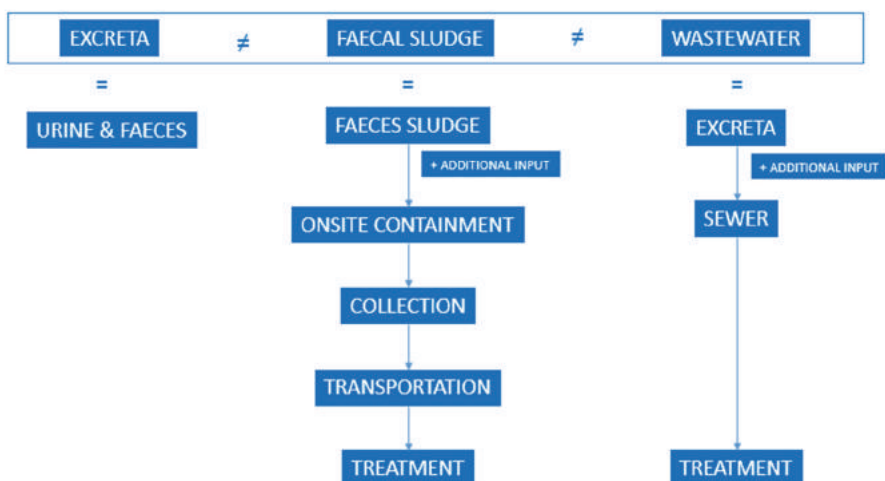 EXCRETA ≠ FAECAL SLUDGE ≠ WASTEWATER
= = =
URINE & FAECES FAECES SLUDGE EXCRETA
+ ADDITIONAL INPUT + ADDITIONAL INPUT
ONSITE CONTAINMENT SEWER
COLLECTION
TRANSPORTATION
TREATMENT TREATMENT